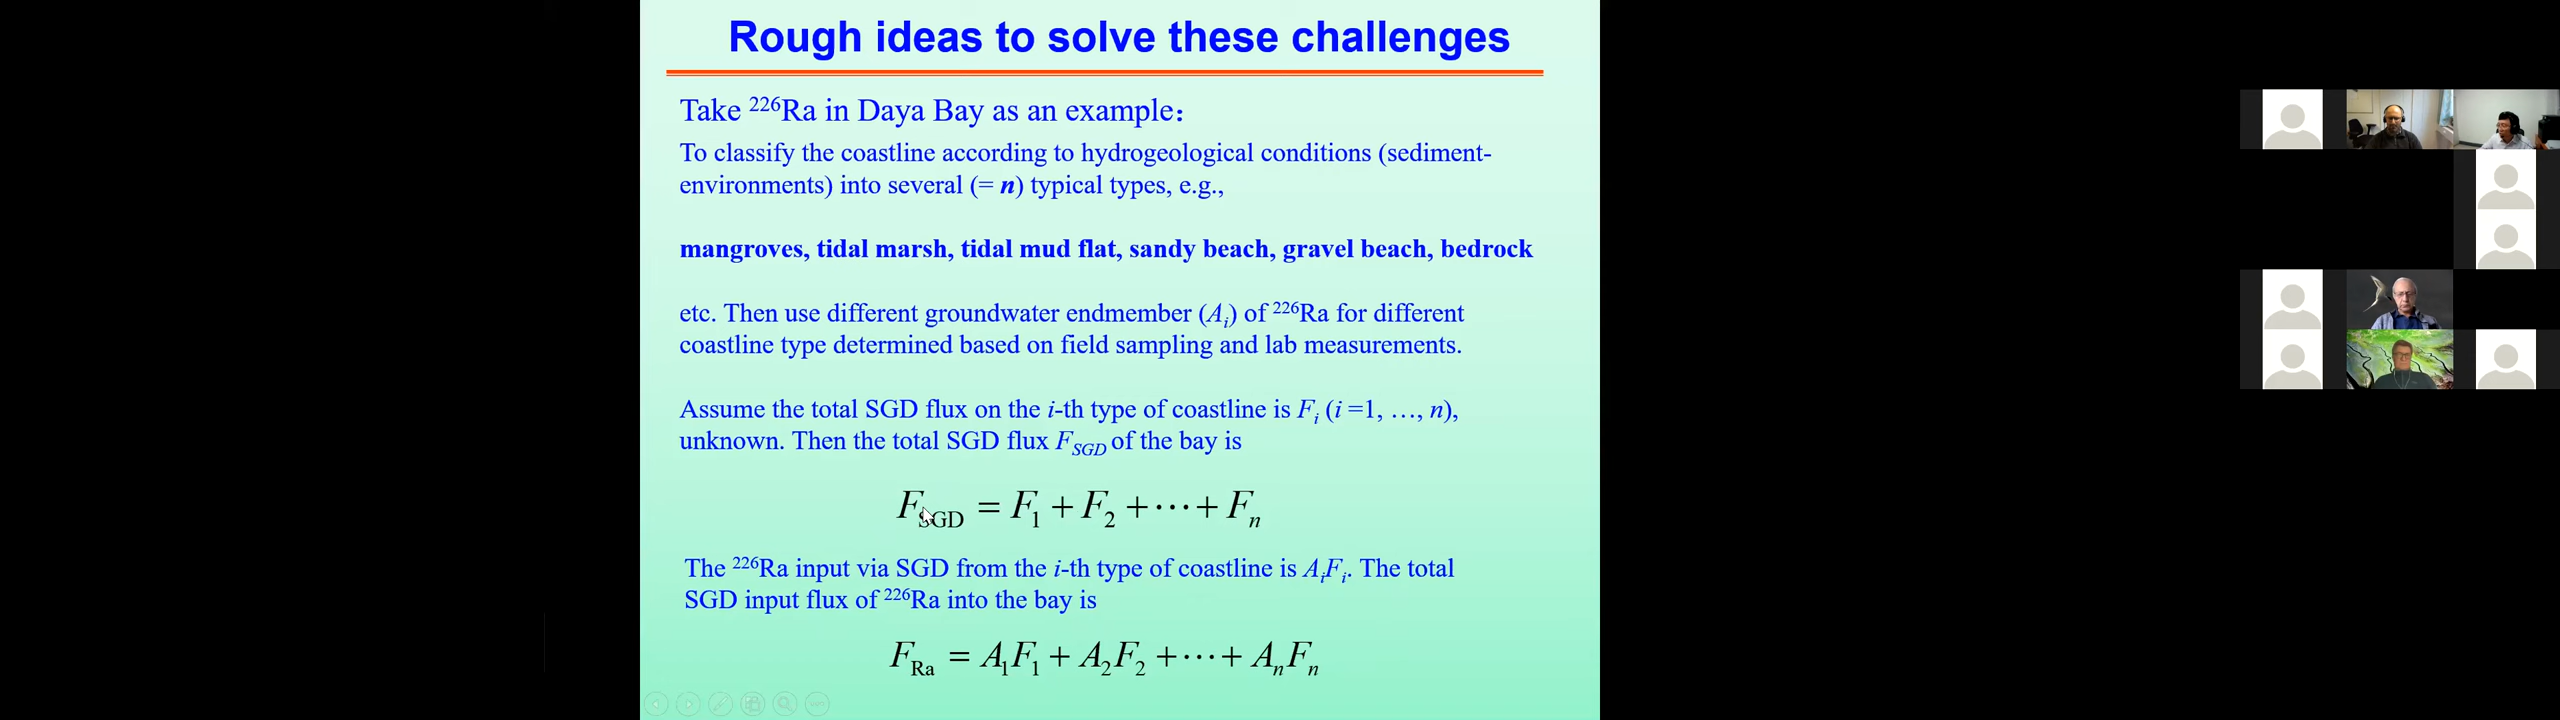 Rough ideas to solve these challenges
Take ²²⁶Ra in Daya Bay as an example：
To classify the coastline according to hydrogeological conditions (sediment-
environments) into several (= n) typical types, e.g.,
mangroves, tidal marsh, tidal mud flat, sandy beach, gravel beach, bedrock
etc. Then use different groundwater endmember (Aᵢ) of ²²⁶Ra for different
coastline type determined based on field sampling and lab measurements.
Assume the total SGD flux on the i-th type of coastline is Fᵢ (i =1, …, n),
unknown. Then the total SGD flux F_SGD of the bay is
F_SGD = F₁ + F₂ + ⋯ + Fₙ
The ²²⁶Ra input via SGD from the i-th type of coastline is AᵢFᵢ. The total
SGD input flux of ²²⁶Ra into the bay is
F_Ra = A₁F₁ + A₂F₂ + ⋯ + AₙFₙ